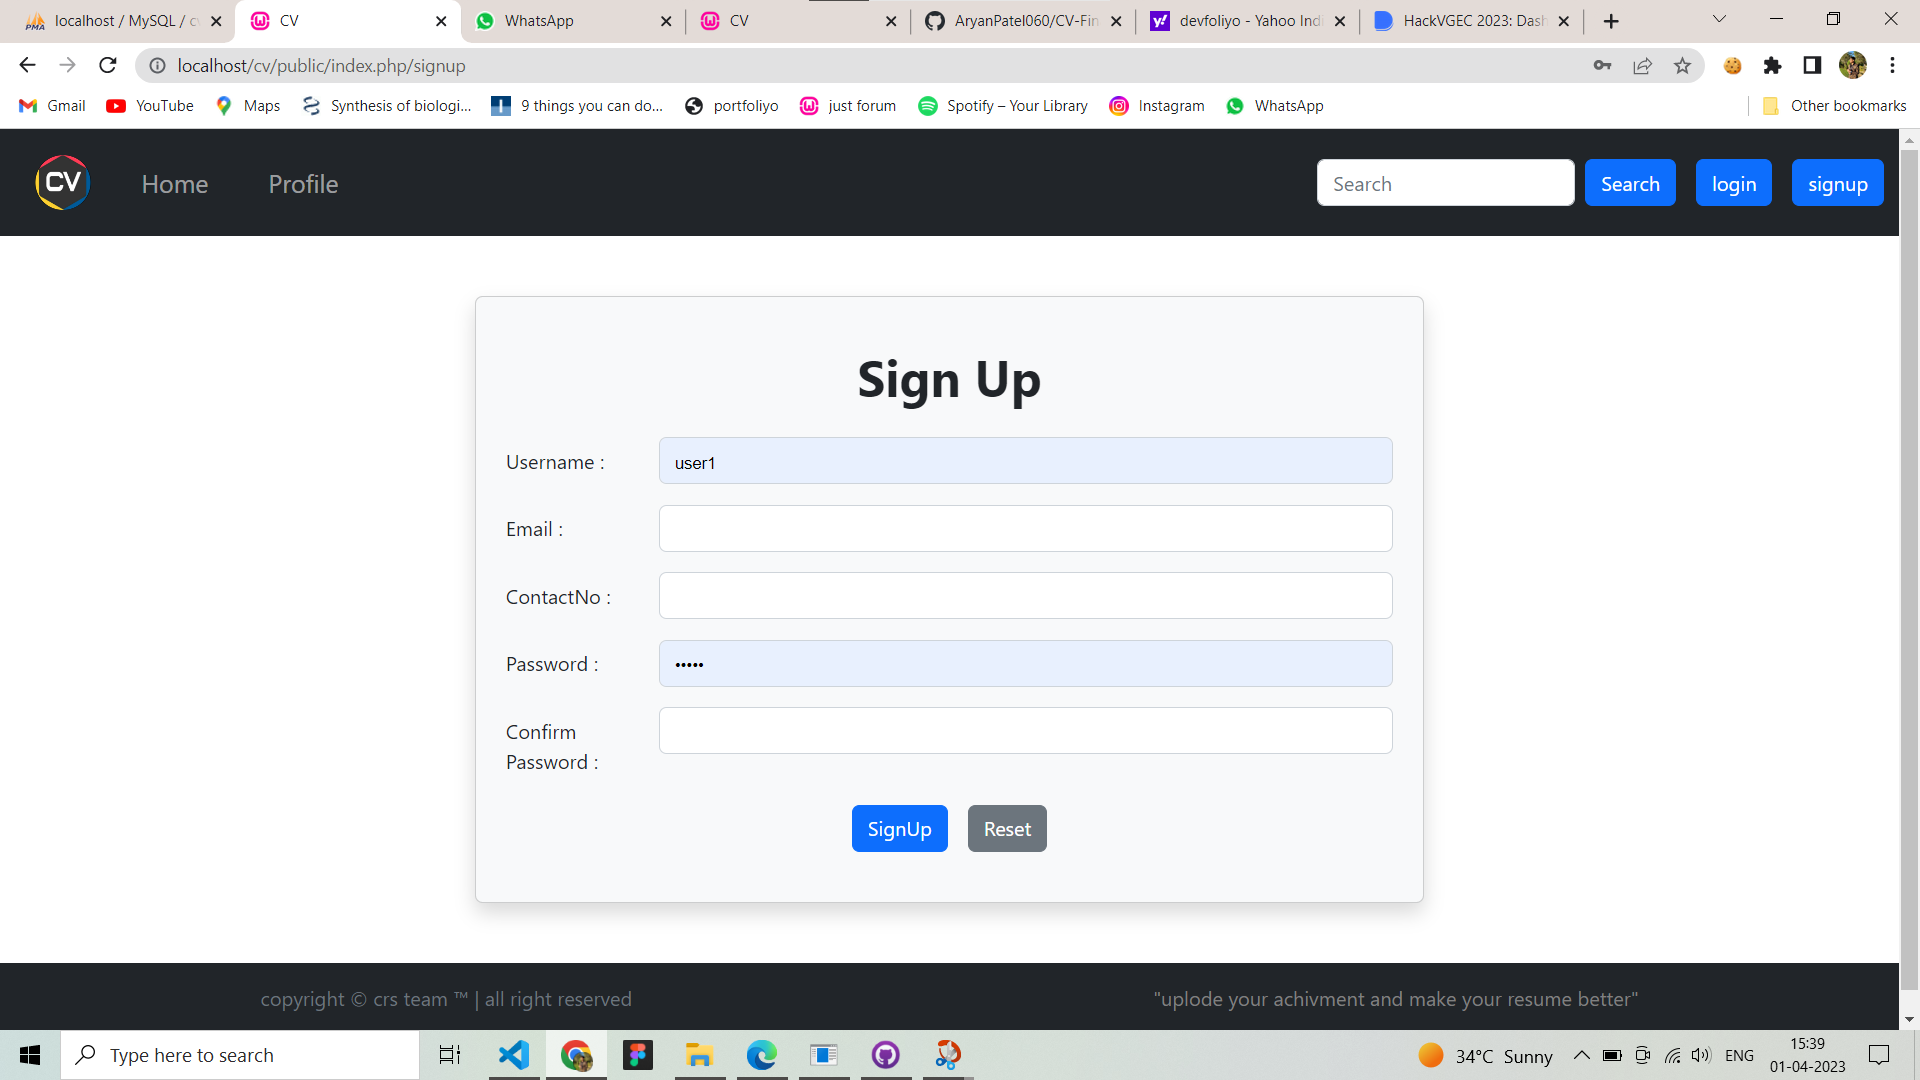 localhost / MySQL / cv
CV
WhatsApp
CV
AryanPatel060/CV-Fin
devfoliyo - Yahoo Indi
HackVGEC 2023: Dash
localhost/cv/public/index.php/signup
Gmail
YouTube
Maps
Synthesis of biologi...
9 things you can do...
portfoliyo
just forum
Spotify – Your Library
Instagram
WhatsApp
Other bookmarks
CV
Home
Profile
Search
Search
login
signup
Sign Up
Username :
user1
Email :
ContactNo :
Password :
•••••
Confirm
Password :
SignUp
Reset
copyright © crs team ™ | all right reserved
"uplode your achivment and make your resume better"
Type here to search
34°C Sunny
ENG
15:39
01-04-2023